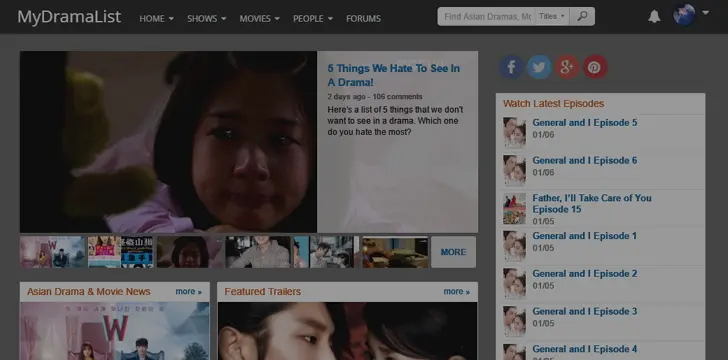 MyDramaList
HOME
SHOWS
MOVIES
PEOPLE
FORUMS
Find Asian Dramas, Mo
Titles
5 Things We Hate To See In
A Drama!
2 days ago - 106 comments
Here's a list of 5 things that we don't
want to see in a drama. Which one
do you hate the most?
MORE
Watch Latest Episodes
General and I Episode 5
01/06
General and I Episode 6
01/06
Father, I'll Take Care of You
Episode 15
01/05
General and I Episode 1
01/05
General and I Episode 2
01/05
General and I Episode 3
01/05
General and I Episode 4
Asian Drama & Movie News
more »
Featured Trailers
more »
W